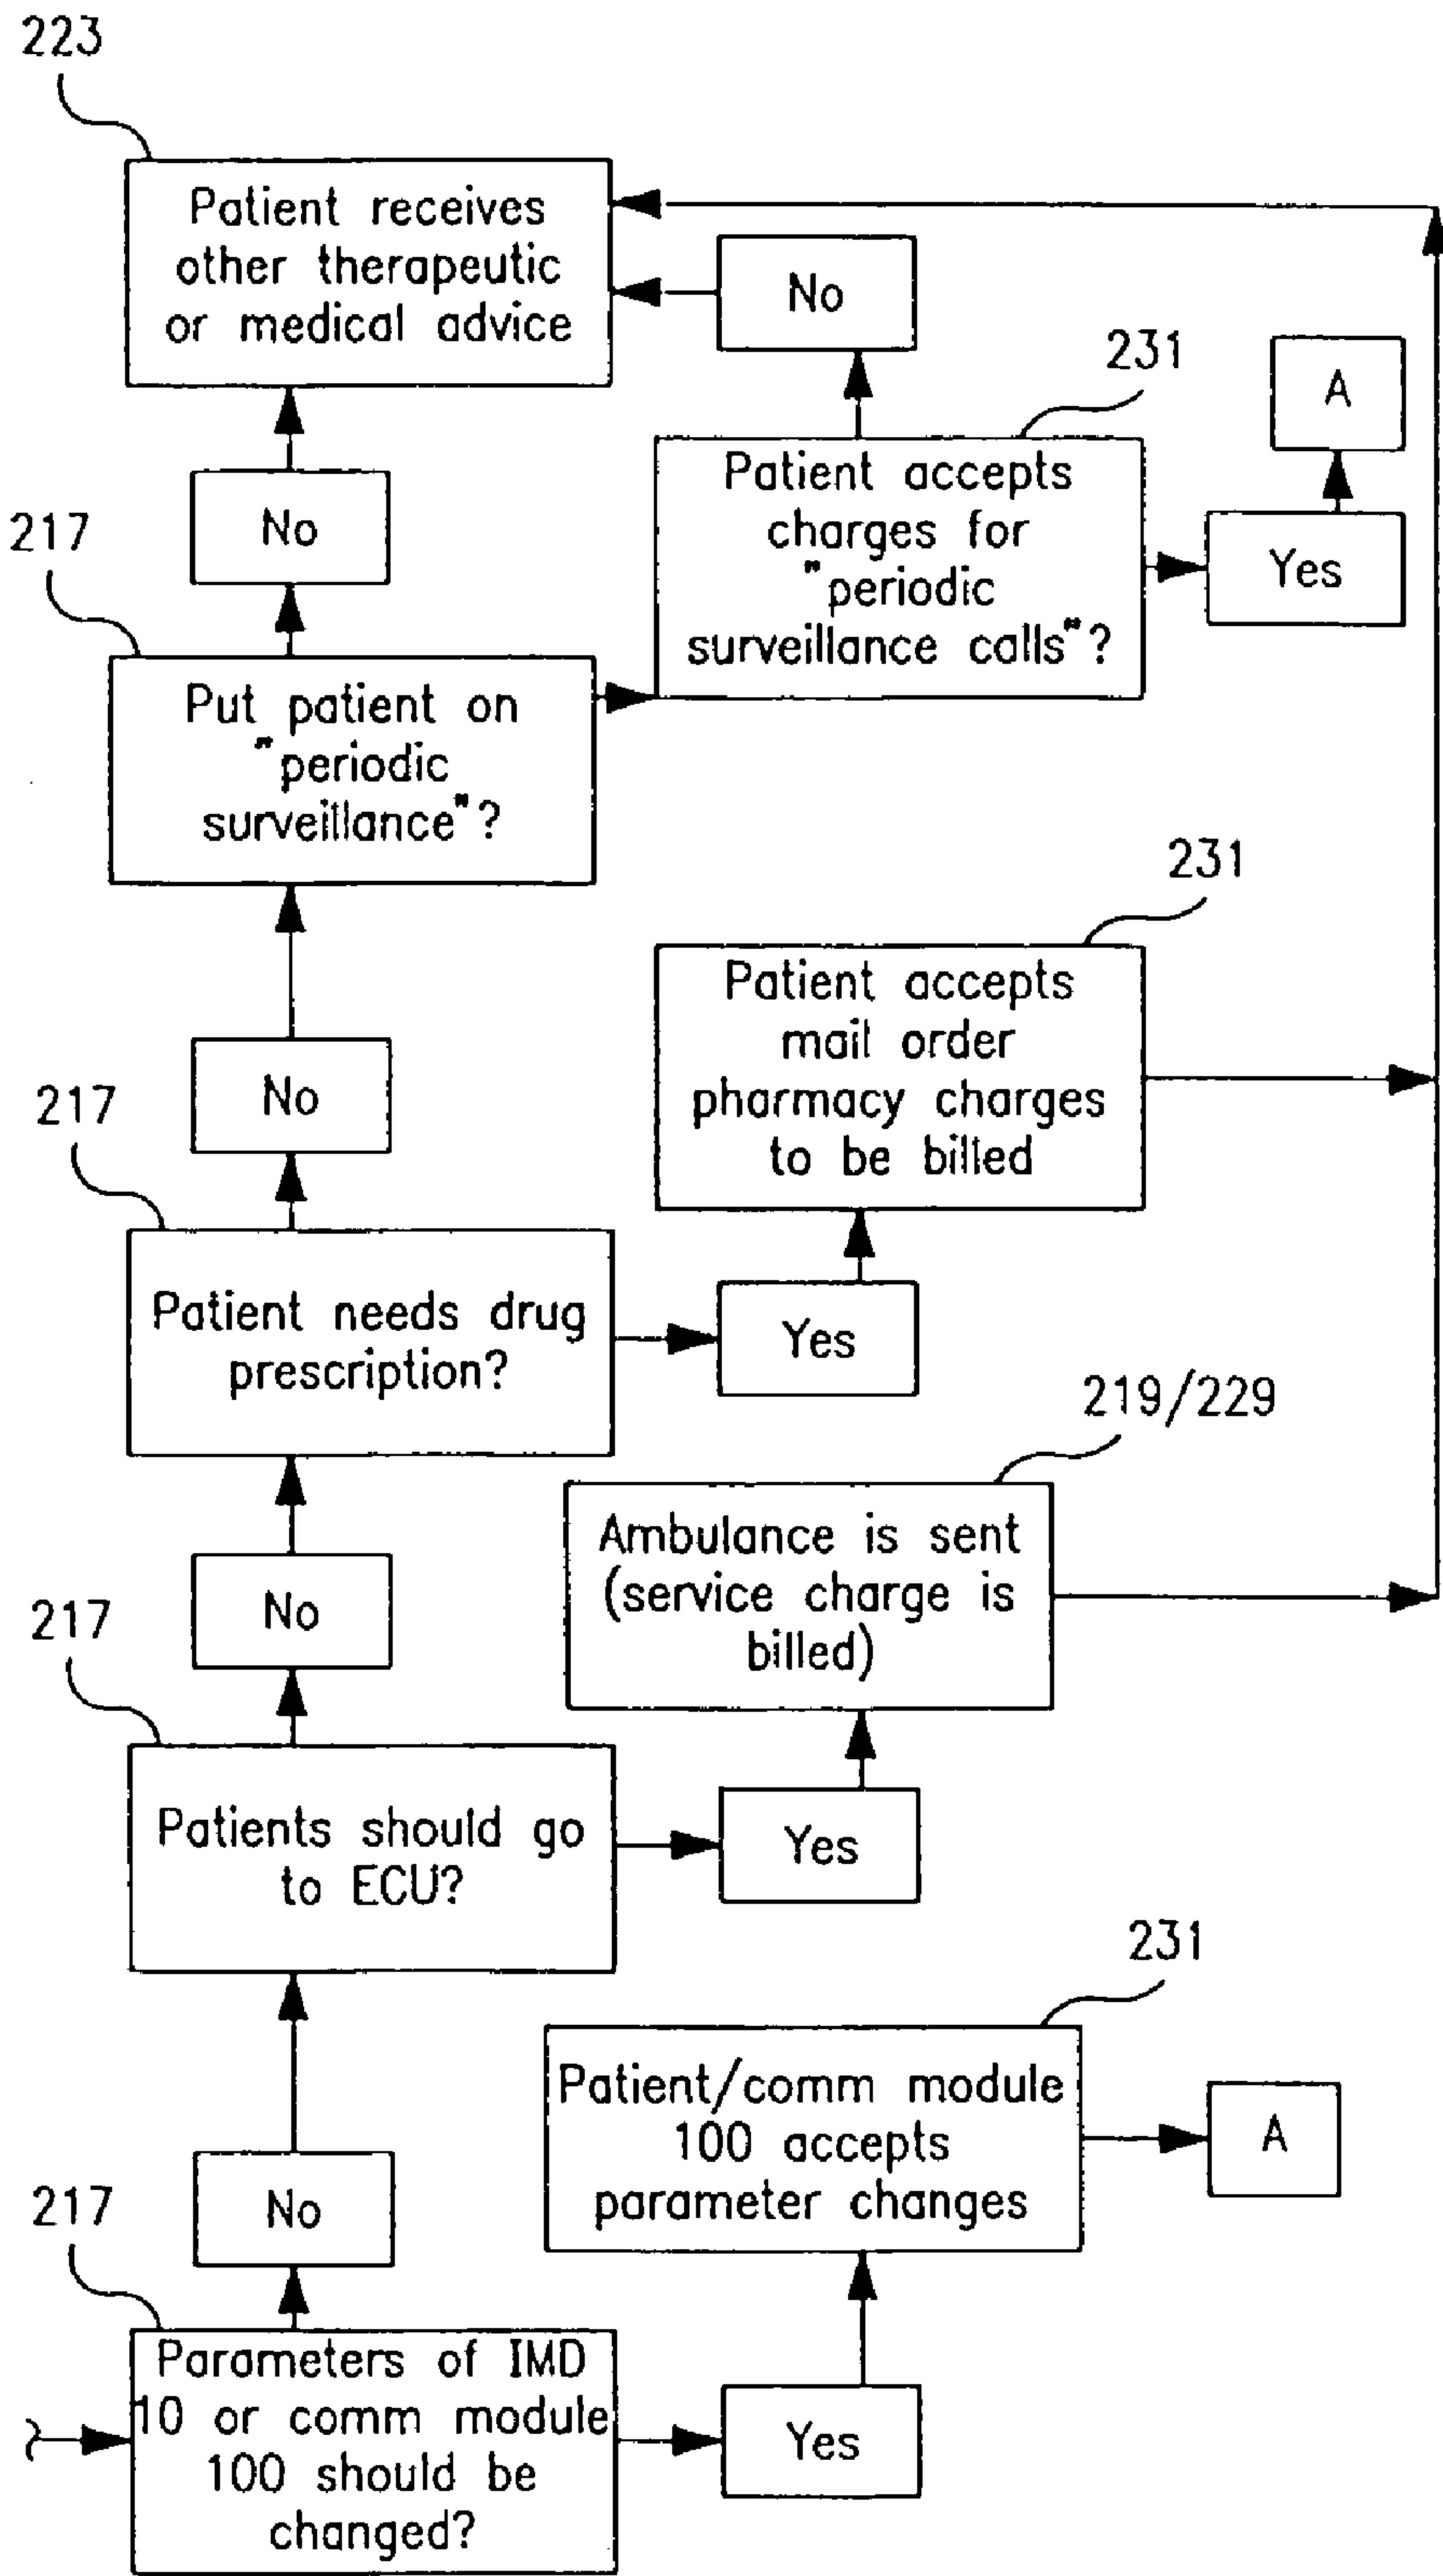 223
Patient receives
other therapeutic
or medical advice
No
231
A
No
Patient accepts
charges for
"periodic
surveillance calls"?
Yes
217
Put patient on
"periodic
surveillance"?
231
Patient accepts
mail order
pharmacy charges
to be billed
No
217
Patient needs drug
prescription?
Yes
219/229
Ambulance is sent
(service charge is
billed)
No
217
Patients should go
to ECU?
Yes
231
Patient/comm module
100 accepts
parameter changes
A
No
217
Parameters of IMD
10 or comm module
100 should be
changed?
Yes